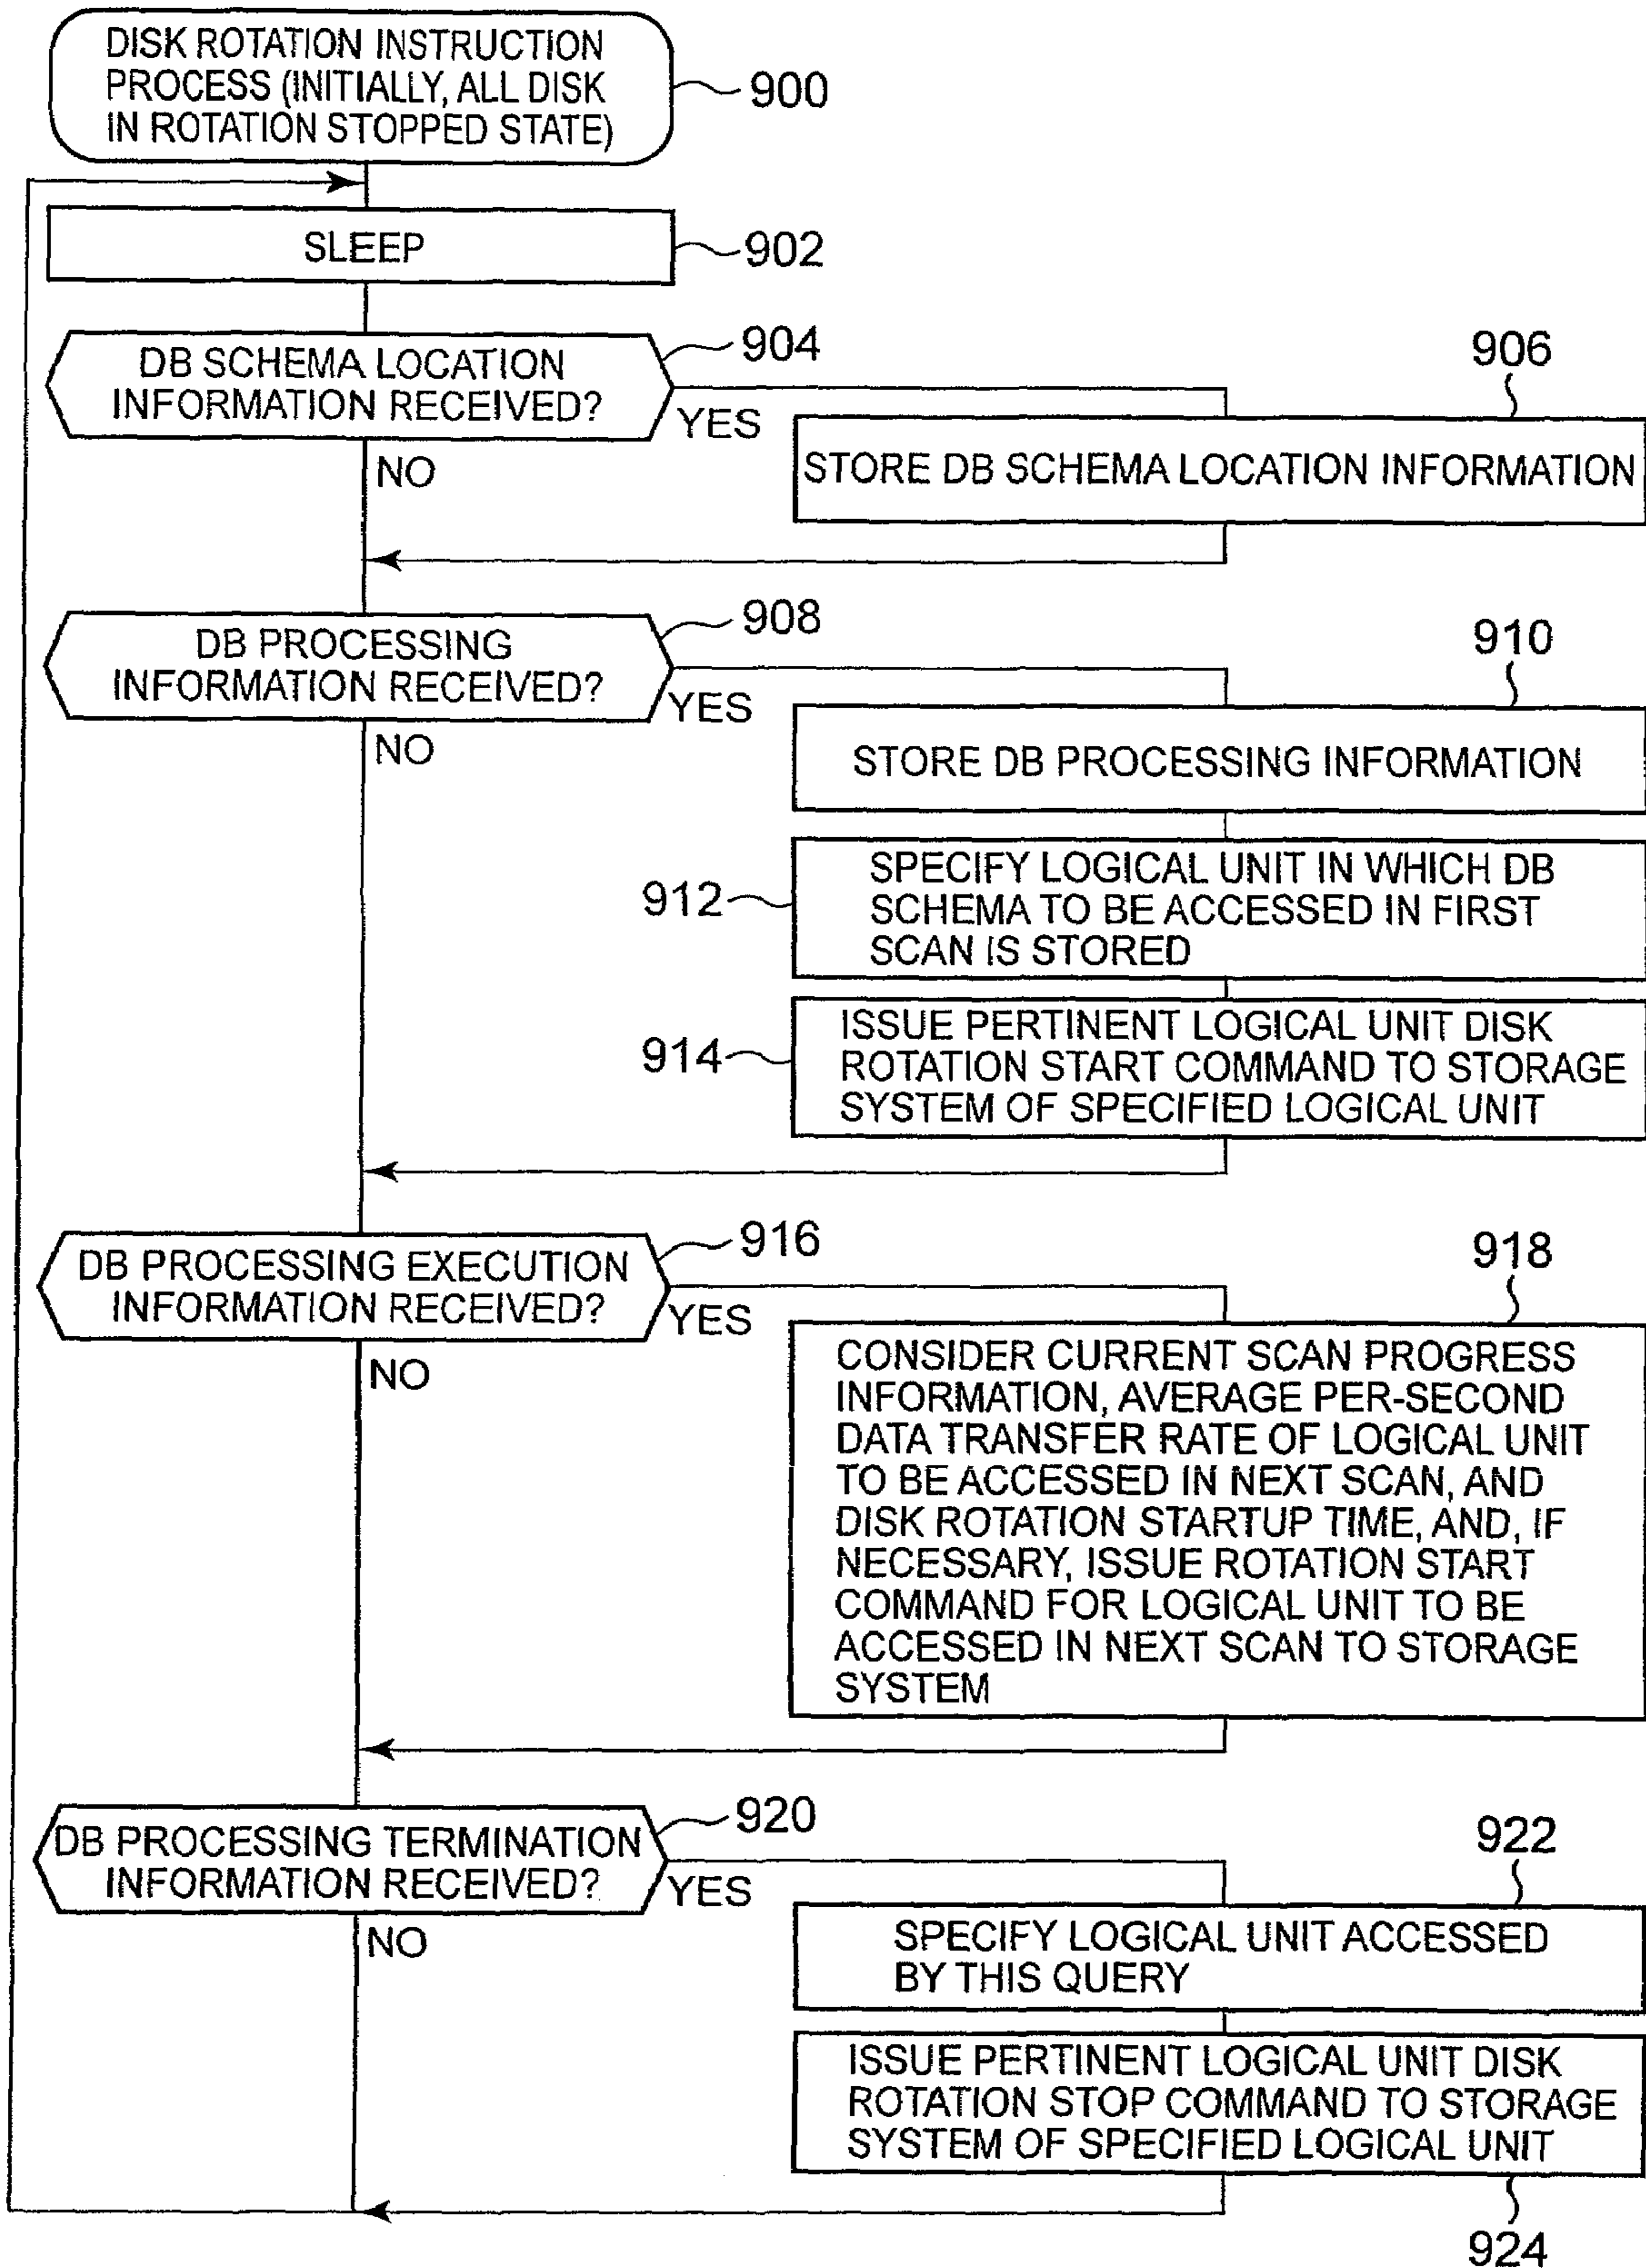 DISK ROTATION INSTRUCTION
PROCESS (INITIALLY, ALL DISK
IN ROTATION STOPPED STATE)
900
SLEEP
902
DB SCHEMA LOCATION
INFORMATION RECEIVED?
904
YES
NO
906
STORE DB SCHEMA LOCATION INFORMATION
DB PROCESSING
INFORMATION RECEIVED?
908
YES
NO
910
STORE DB PROCESSING INFORMATION
912
SPECIFY LOGICAL UNIT IN WHICH DB
SCHEMA TO BE ACCESSED IN FIRST
SCAN IS STORED
914
ISSUE PERTINENT LOGICAL UNIT DISK
ROTATION START COMMAND TO STORAGE
SYSTEM OF SPECIFIED LOGICAL UNIT
DB PROCESSING EXECUTION
INFORMATION RECEIVED?
916
YES
NO
918
CONSIDER CURRENT SCAN PROGRESS
INFORMATION, AVERAGE PER-SECOND
DATA TRANSFER RATE OF LOGICAL UNIT
TO BE ACCESSED IN NEXT SCAN, AND
DISK ROTATION STARTUP TIME, AND, IF
NECESSARY, ISSUE ROTATION START
COMMAND FOR LOGICAL UNIT TO BE
ACCESSED IN NEXT SCAN TO STORAGE
SYSTEM
DB PROCESSING TERMINATION
INFORMATION RECEIVED?
920
YES
NO
922
SPECIFY LOGICAL UNIT ACCESSED
BY THIS QUERY
ISSUE PERTINENT LOGICAL UNIT DISK
ROTATION STOP COMMAND TO STORAGE
SYSTEM OF SPECIFIED LOGICAL UNIT
924